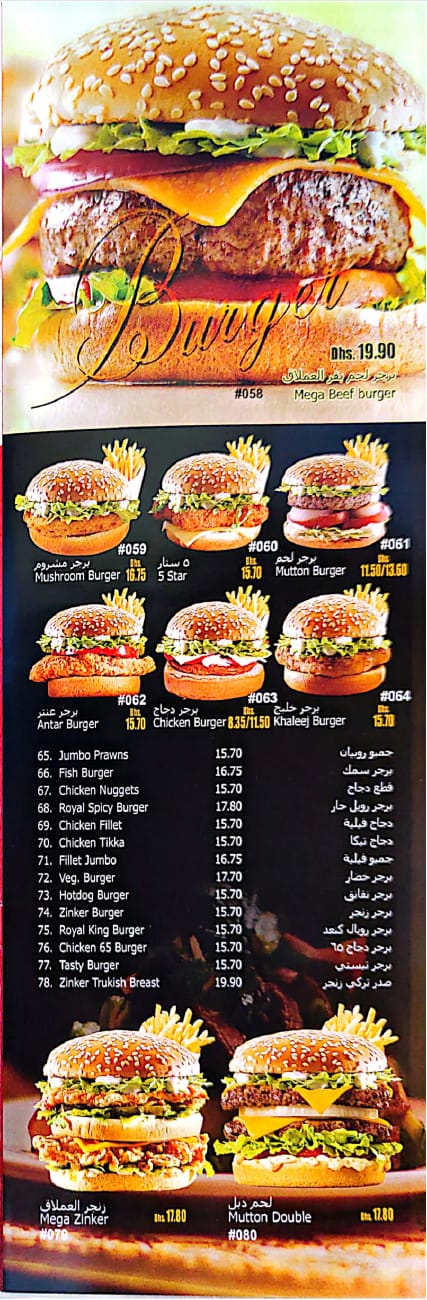 Burger
Dhs. 19.90
برجر لحم بقر العملاق
#058 Mega Beef burger
#059
برجر مشروم
Mushroom Burger Dhs. 16.75
#060
٥ ستار
5 Star Dhs. 15.70
#061
برجر لحم
Mutton Burger Dhs. 11.50/13.60
#062
برجر عنتر
Antar Burger Dhs. 15.70
#063
برجر دجاج
Chicken Burger Dhs. 8.35/11.50
#064
برجر خليج
Khaleej Burger Dhs. 15.70
65. Jumbo Prawns 15.70 جمبو روبيان
66. Fish Burger 16.75 برجر سمك
67. Chicken Nuggets 15.70 قطع دجاج
68. Royal Spicy Burger 17.80 برجر رويل حار
69. Chicken Fillet 15.70 دجاج فيلية
70. Chicken Tikka 15.70 دجاج تيكا
71. Fillet Jumbo 16.75 جمبو فيلية
72. Veg. Burger 17.70 برجر خضار
73. Hotdog Burger 15.70 برجر نقانق
74. Zinker Burger 15.70 برجر زنجر
75. Royal King Burger 15.70 برجر رويال كنعد
76. Chicken 65 Burger 15.70 برجر دجاج ٦٥
77. Tasty Burger 15.70 برجر تيستي
78. Zinker Trukish Breast 19.90 صدر تركي زنجر
زنجر العملاق
Mega Zinker Dhs. 17.80
#079
لحم دبل
Mutton Double Dhs. 17.80
#080